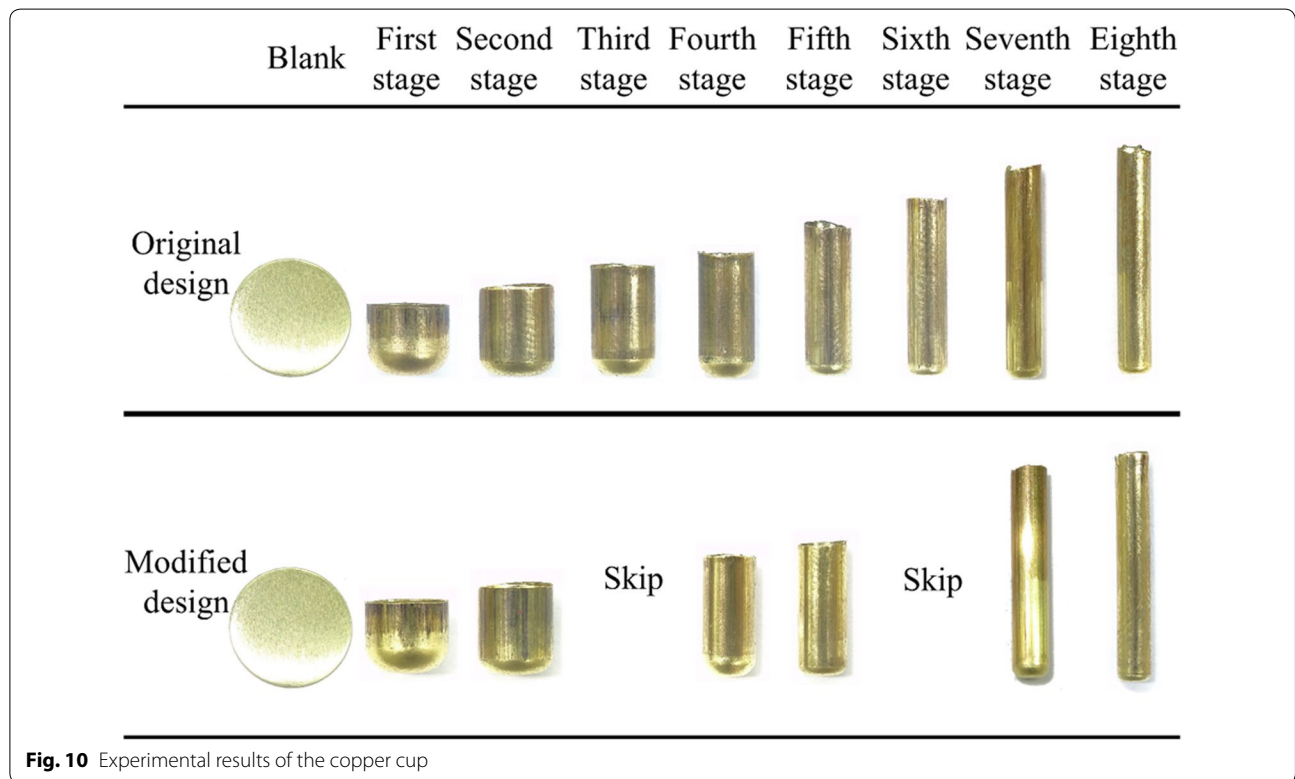 Blank
First stage
Second stage
Third stage
Fourth stage
Fifth stage
Sixth stage
Seventh stage
Eighth stage
Original
design
Modified
design
Skip
Skip
Fig. 10 Experimental results of the copper cup